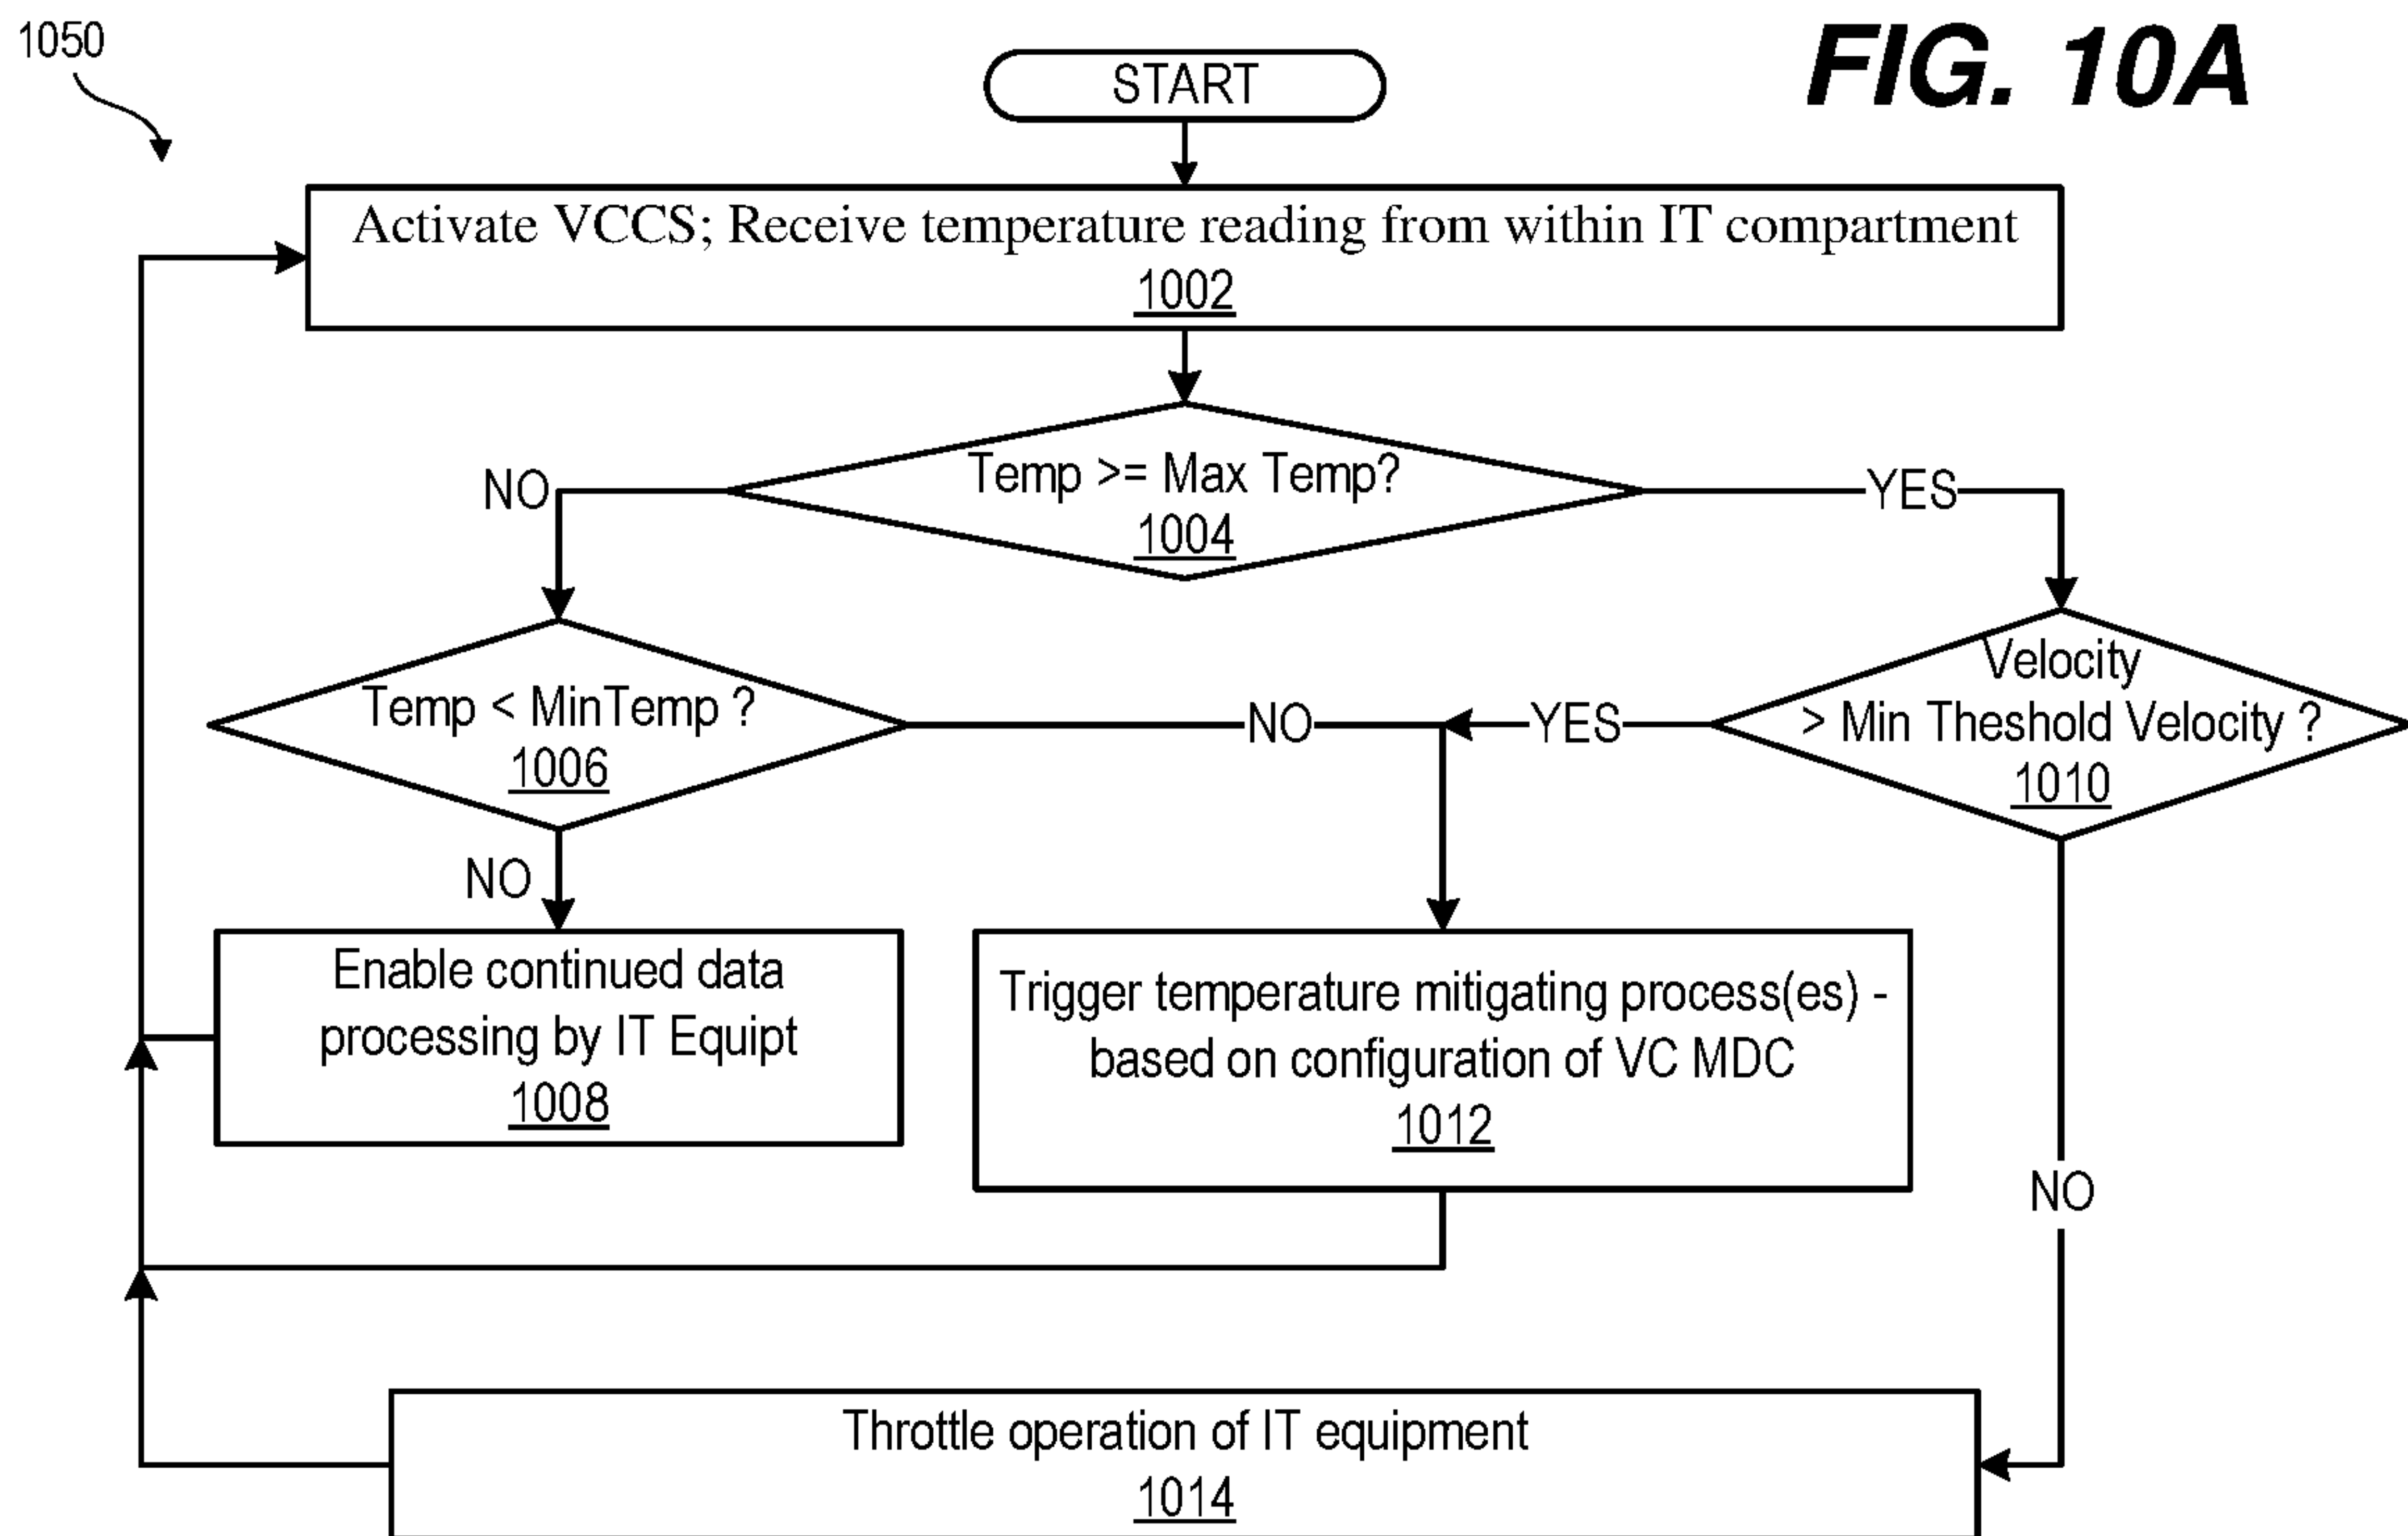 1050
FIG. 10A
START
Activate VCCS; Receive temperature reading from within IT compartment
1002
Temp >= Max Temp?
1004
NO
YES
Temp < MinTemp ?
1006
NO
YES
Velocity
> Min Theshold Velocity ?
1010
NO
Enable continued data
processing by IT Equipt
1008
Trigger temperature mitigating process(es) -
based on configuration of VC MDC
1012
NO
Throttle operation of IT equipment
1014